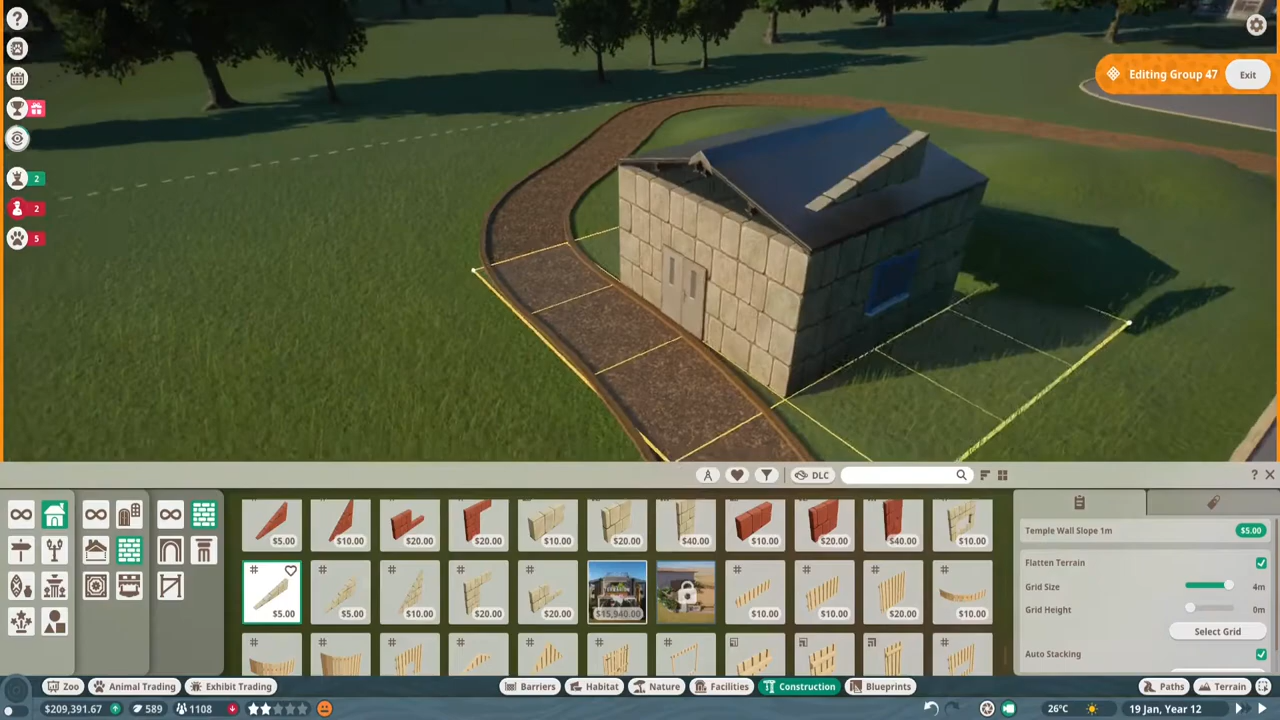 Editing Group 47
Exit
2
2
5
DLC
$5.00
$10.00
$20.00
$20.00
$10.00
$20.00
$40.00
$10.00
$20.00
$40.00
$10.00
$5.00
$5.00
$10.00
$20.00
$20.00
$15,940.00
$10.00
$10.00
$20.00
$10.00
Temple Wall Slope 1m
$5.00
Flatten Terrain
Grid Size
4m
Grid Height
0m
Select Grid
Auto Stacking
Zoo
Animal Trading
Exhibit Trading
Barriers
Habitat
Nature
Facilities
Construction
Blueprints
Paths
Terrain
$209,391.67
589
1108
26°C
19 Jan, Year 12